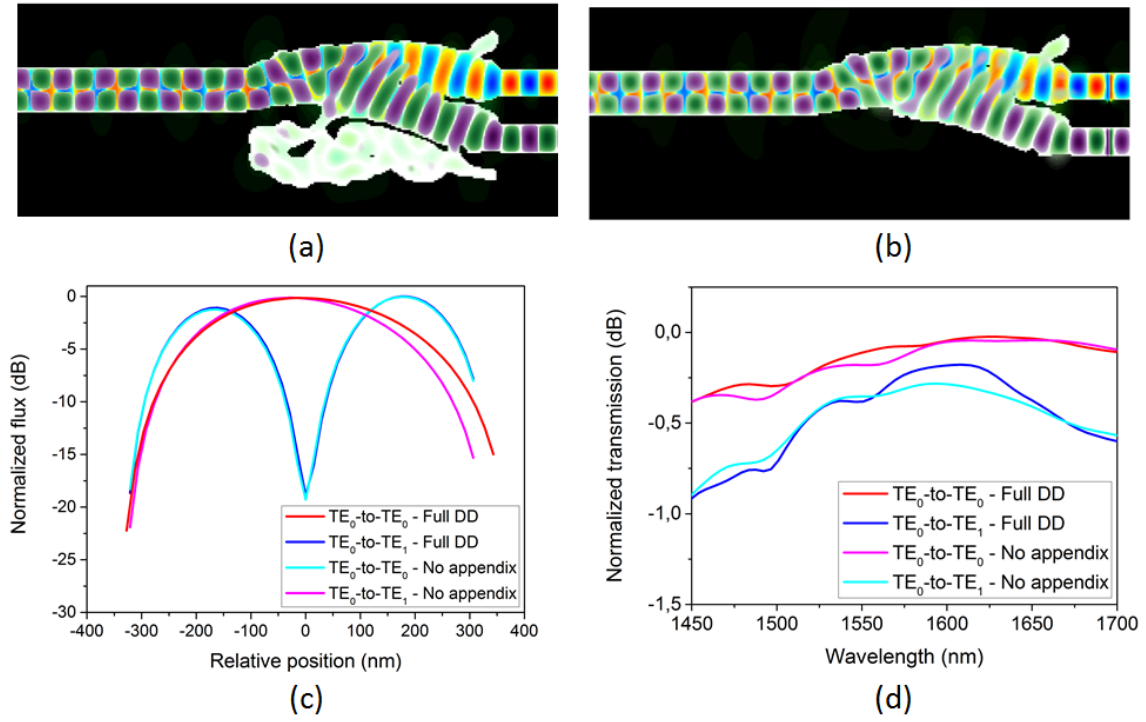 (a)
(b)
Normalized flux (dB)
0
-5
-10
-15
-20
-25
-30
-400
-300
-200
-100
0
100
200
300
400
TE0-to-TE0 - Full DD
TE0-to-TE1 - Full DD
TE0-to-TE0 - No appendix
TE0-to-TE1 - No appendix
Relative position (nm)
(c)
Normalized transmission (dB)
0,0
-0,5
-1,0
-1,5
1450
1500
1550
1600
1650
1700
TE0-to-TE0 - Full DD
TE0-to-TE1 - Full DD
TE0-to-TE0 - No appendix
TE0-to-TE1 - No appendix
Wavelength (nm)
(d)